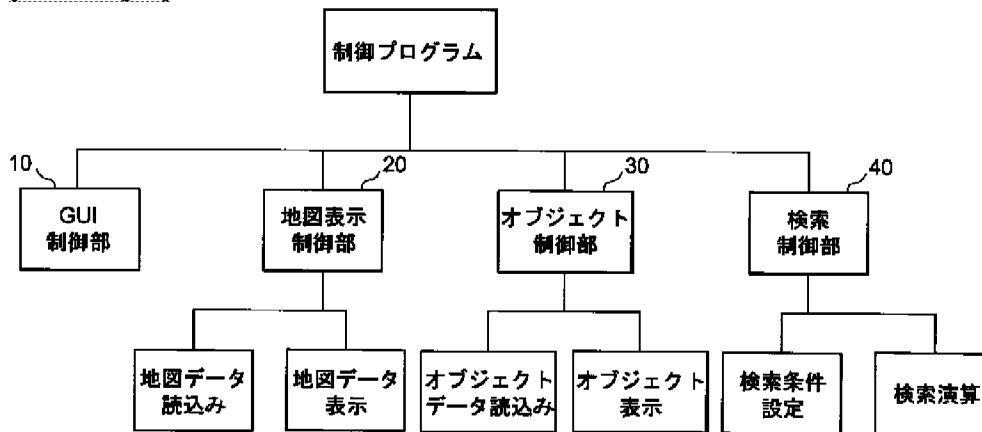 制御プログラム
10
20
30
40
GUI
制御部
地図表示
制御部
オブジェクト
制御部
検索
制御部
地図データ
読込み
地図データ
表示
オブジェクト
データ読込み
オブジェクト
表示
検索条件
設定
検索演算